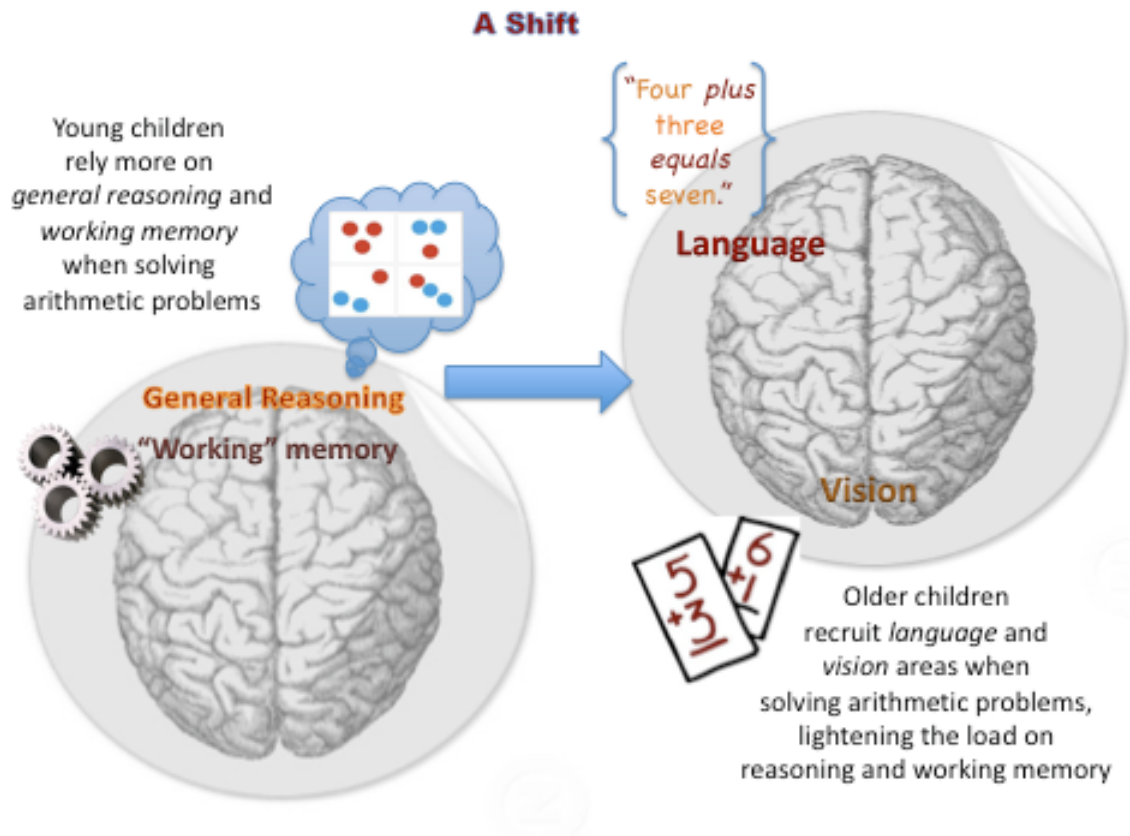 A Shift
Young children
rely more on
general reasoning and
working memory
when solving
arithmetic problems
General Reasoning
“Working” memory
“Four plus
three
equals
seven.”
Language
Vision
5
+3
6
+1
Older children
recruit language and
vision areas when
solving arithmetic problems,
lightening the load on
reasoning and working memory